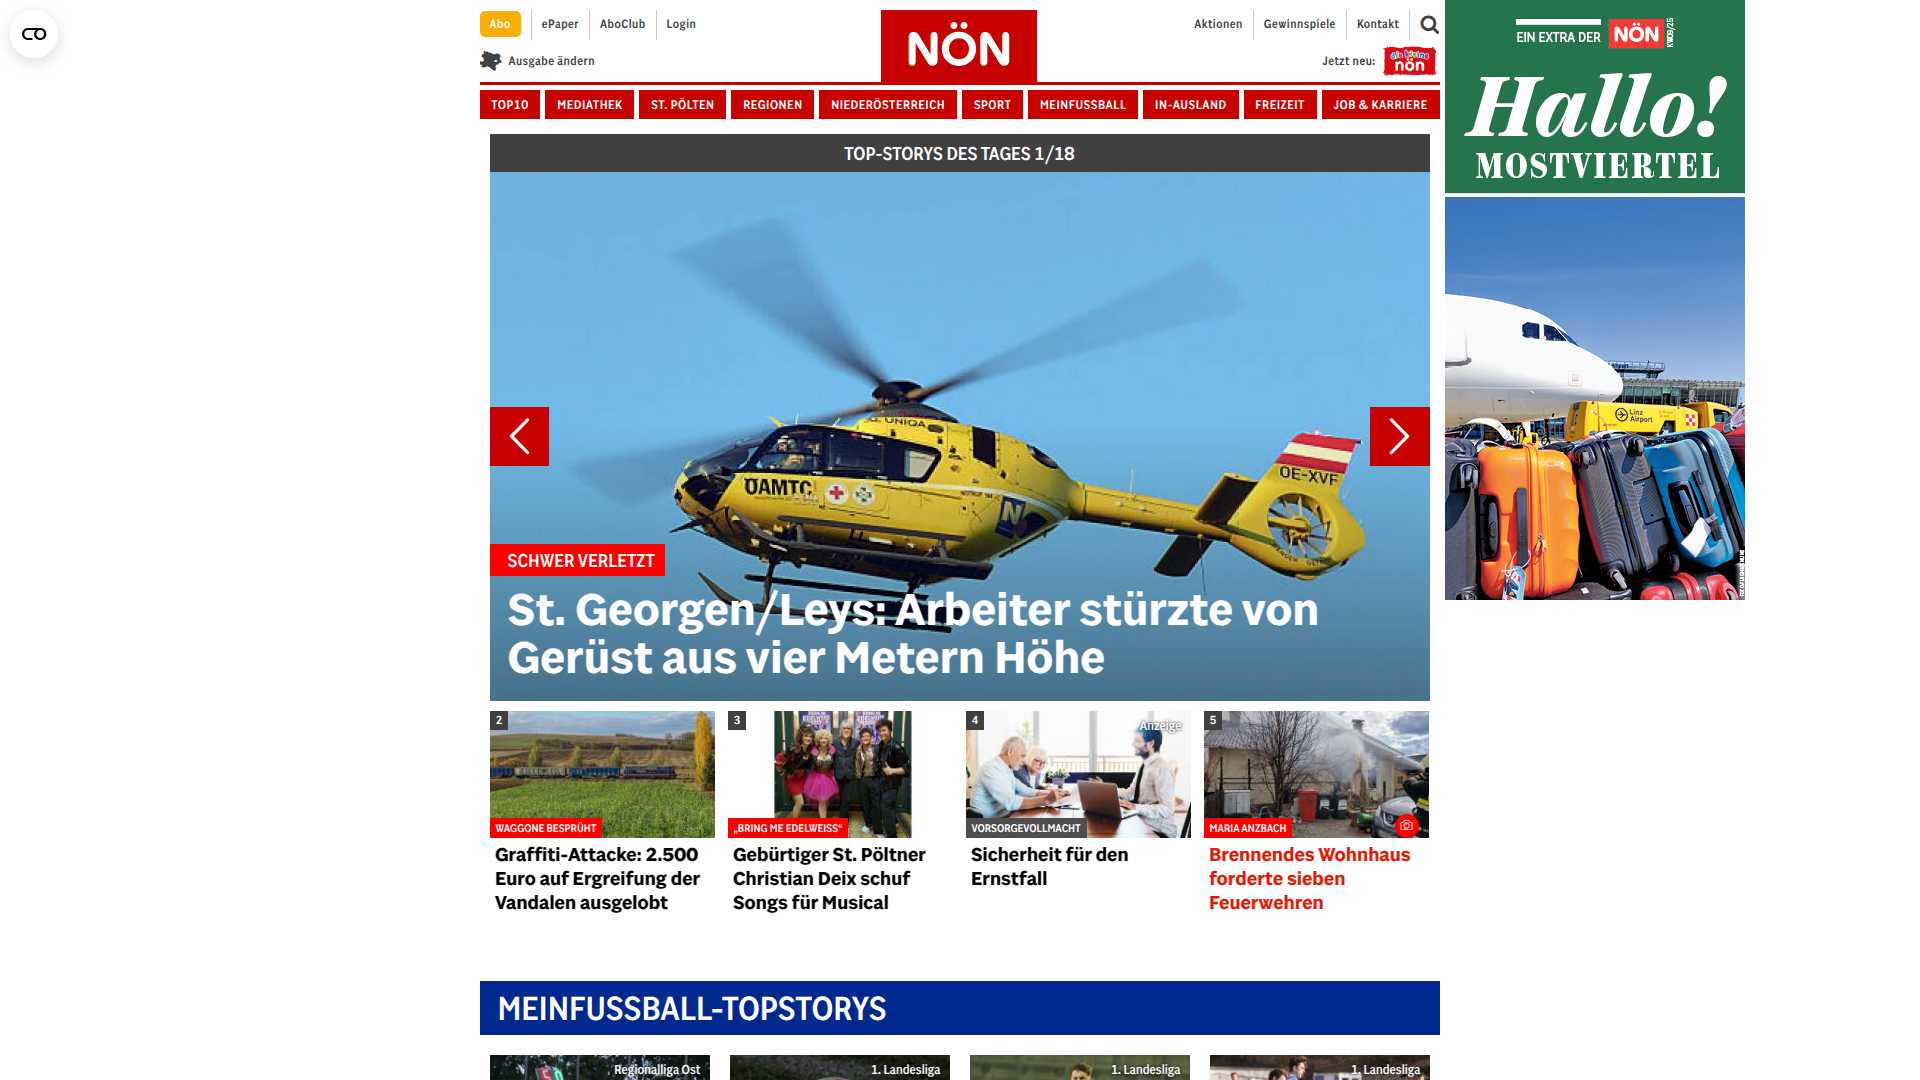 Abo
ePaper
AboClub
Login
Ausgabe ändern
NÖN
Aktionen
Gewinnspiele
Kontakt
Jetzt neu:
die kleine
nön
TOP10
MEDIATHEK
ST. PÖLTEN
REGIONEN
NIEDERÖSTERREICH
SPORT
MEINFUSSBALL
IN-AUSLAND
FREIZEIT
JOB & KARRIERE
TOP-STORYS DES TAGES 1/18
UNIQA
ÖAMTC
OE-XVF
SCHWER VERLETZT
St. Georgen/Leys: Arbeiter stürzte von
Gerüst aus vier Metern Höhe
2
WAGGONE BESPRÜHT
Graffiti-Attacke: 2.500
Euro auf Ergreifung der
Vandalen ausgelobt
3
„BRING ME EDELWEISS“
Gebürtiger St. Pöltner
Christian Deix schuf
Songs für Musical
4
Anzeige
VORSORGEVOLLMACHT
Sicherheit für den
Ernstfall
5
MARIA ANZBACH
Brennendes Wohnhaus
forderte sieben
Feuerwehren
MEINFUSSBALL-TOPSTORYS
Regionalliga Ost
1. Landesliga
1. Landesliga
1. Landesliga
EIN EXTRA DER NÖN
KW09/25
Hallo!
MOSTVIERTEL
Linz
Airport